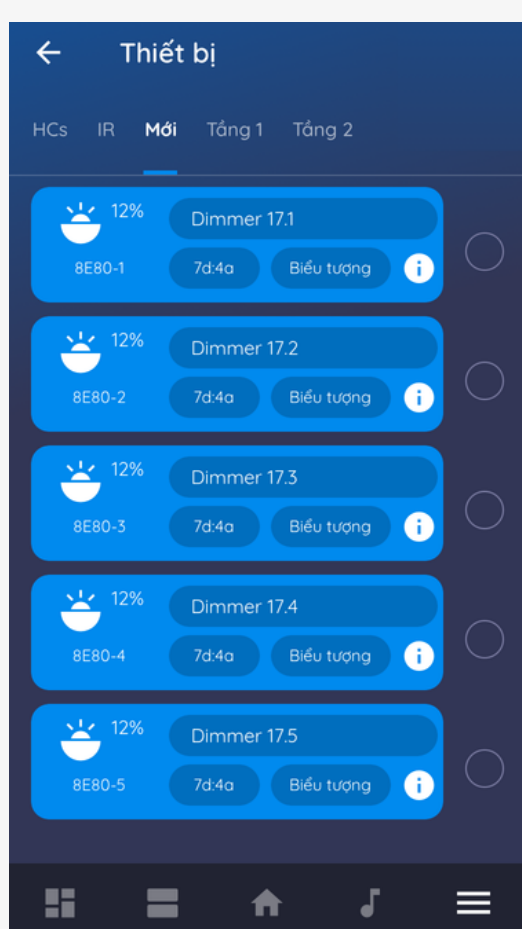 Thiết bị
HCs IR Mới Tầng 1 Tầng 2
12% Dimmer 17.1
8E80-1 7d:4a Biểu tượng i
12% Dimmer 17.2
8E80-2 7d:4a Biểu tượng i
12% Dimmer 17.3
8E80-3 7d:4a Biểu tượng i
12% Dimmer 17.4
8E80-4 7d:4a Biểu tượng i
12% Dimmer 17.5
8E80-5 7d:4a Biểu tượng i